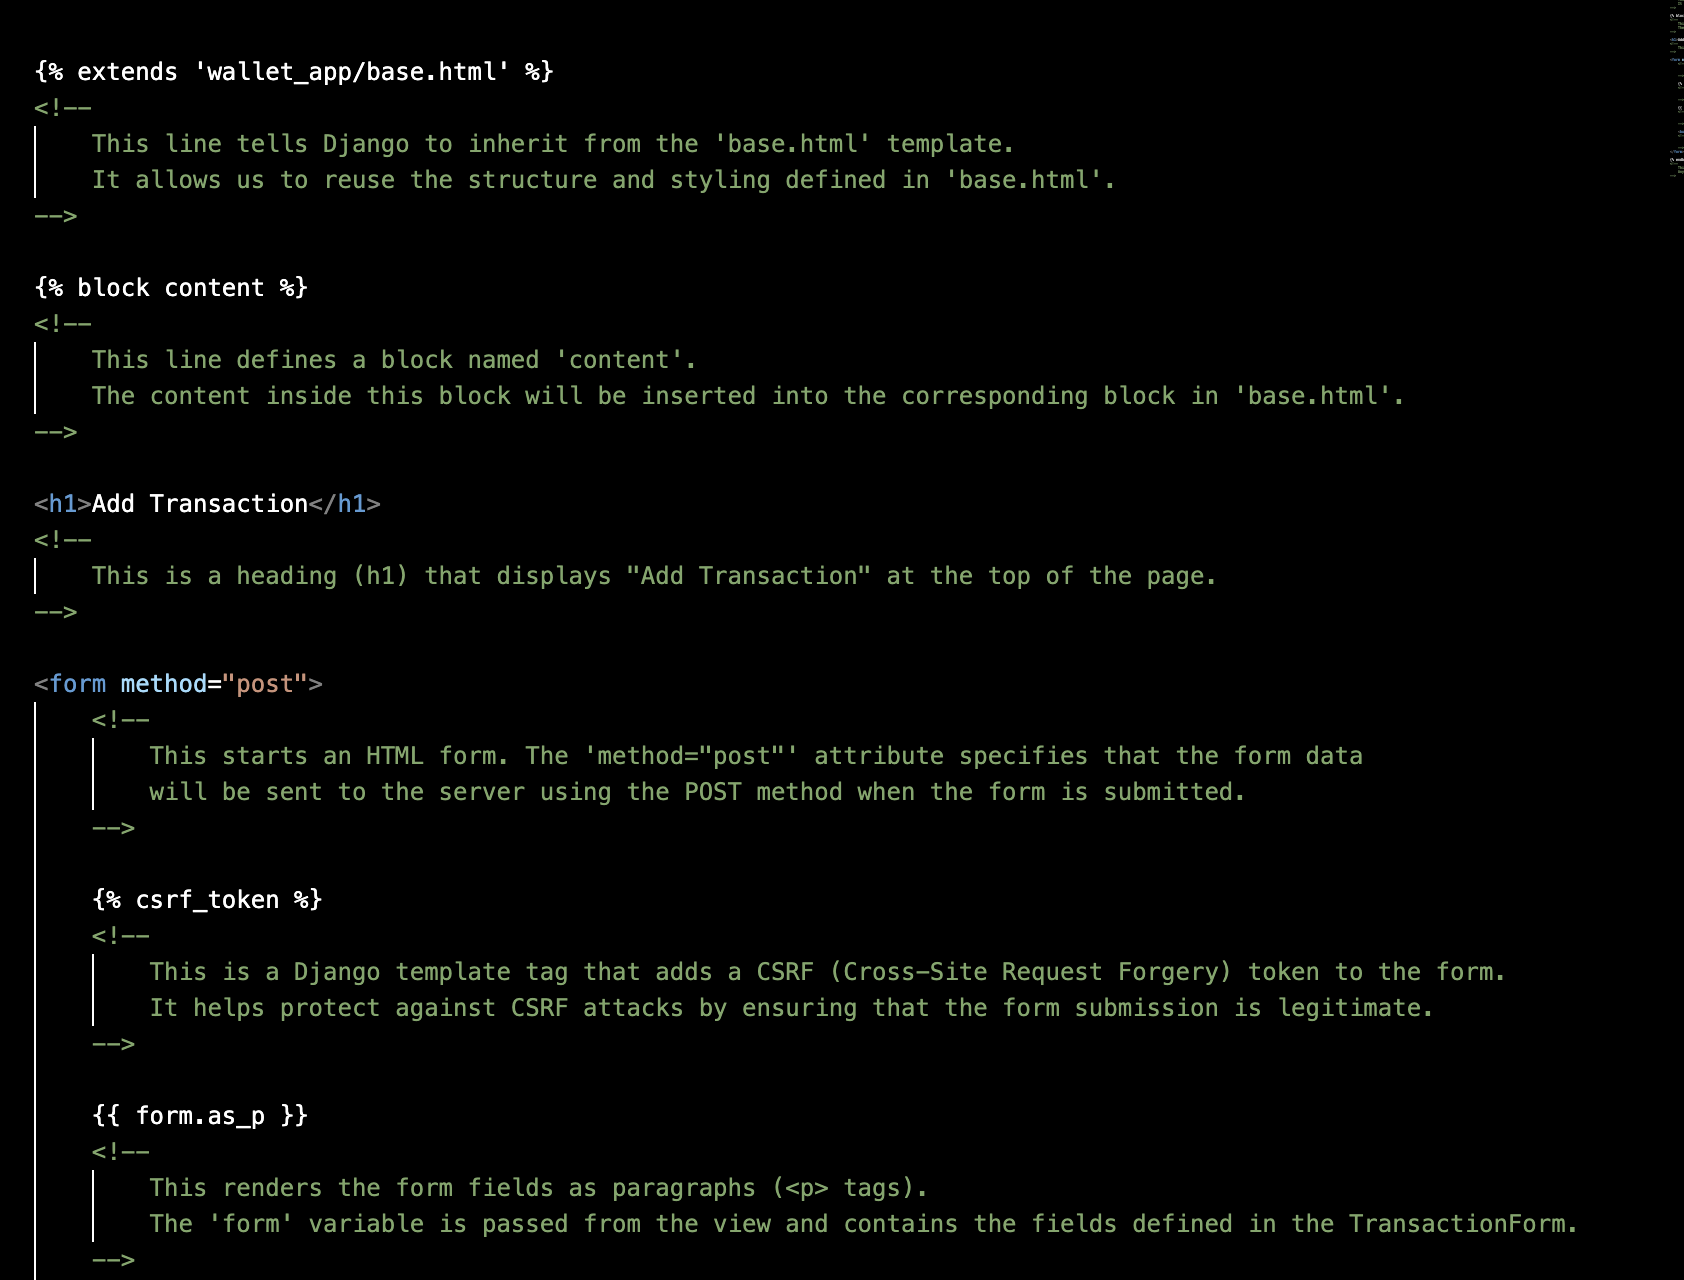 {% extends 'wallet_app/base.html' %}
<!--
This line tells Django to inherit from the 'base.html' template.
It allows us to reuse the structure and styling defined in 'base.html'.
-->
{% block content %}
<!--
This line defines a block named 'content'.
The content inside this block will be inserted into the corresponding block in 'base.html'.
-->
<h1>Add Transaction</h1>
<!--
This is a heading (h1) that displays "Add Transaction" at the top of the page.
-->
<form method="post">
<!--
This starts an HTML form. The 'method="post"' attribute specifies that the form data
will be sent to the server using the POST method when the form is submitted.
-->
{% csrf_token %}
<!--
This is a Django template tag that adds a CSRF (Cross-Site Request Forgery) token to the form.
It helps protect against CSRF attacks by ensuring that the form submission is legitimate.
-->
{{ form.as_p }}
<!--
This renders the form fields as paragraphs (<p> tags).
The 'form' variable is passed from the view and contains the fields defined in the TransactionForm.
-->